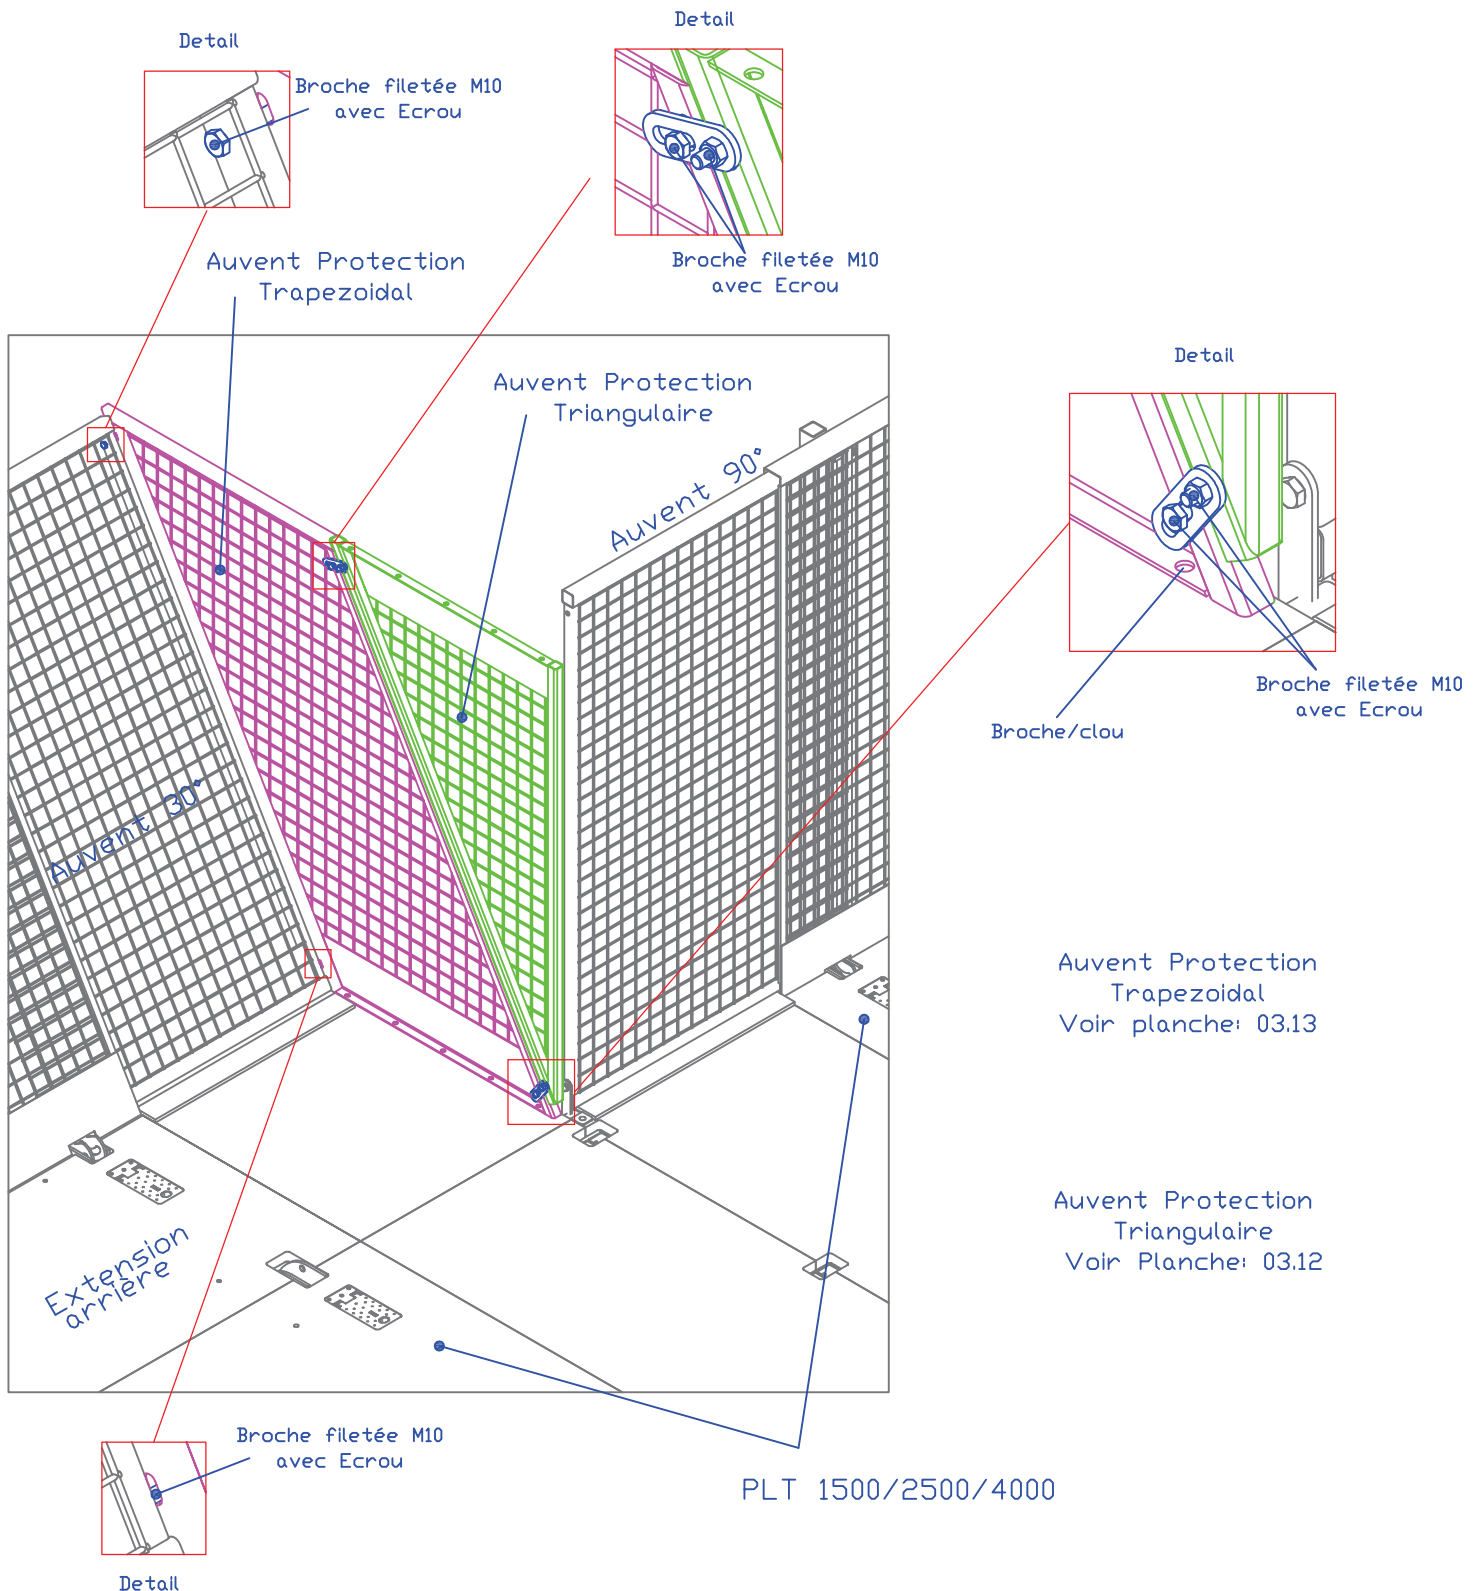 Detail
Detail
Broche filetée M10
avec Ecrou
Auvent Protection
Trapezoidal
Broche filetée M10
avec Ecrou
Detail
Auvent Protection
Triangulaire
Auvent 90°
Broche filetée M10
avec Ecrou
Broche/clou
Auvent 30°
Auvent Protection
Trapezoidal
Voir planche: 03.13
Auvent Protection
Triangulaire
Voir Planche: 03.12
Extension
arrière
Broche filetée M10
avec Ecrou
PLT 1500/2500/4000
Detail